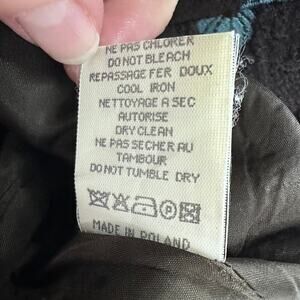 NE PAS CHLORER
DO NOT BLEACH
REPASSAGE FER DOUX
COOL IRON
NETTOYAGE A SEC
AUTORISE
DRY CLEAN
NE PAS SECHER AU
TAMBOUR
DO NOT TUMBLE DRY
MADE IN POLAND